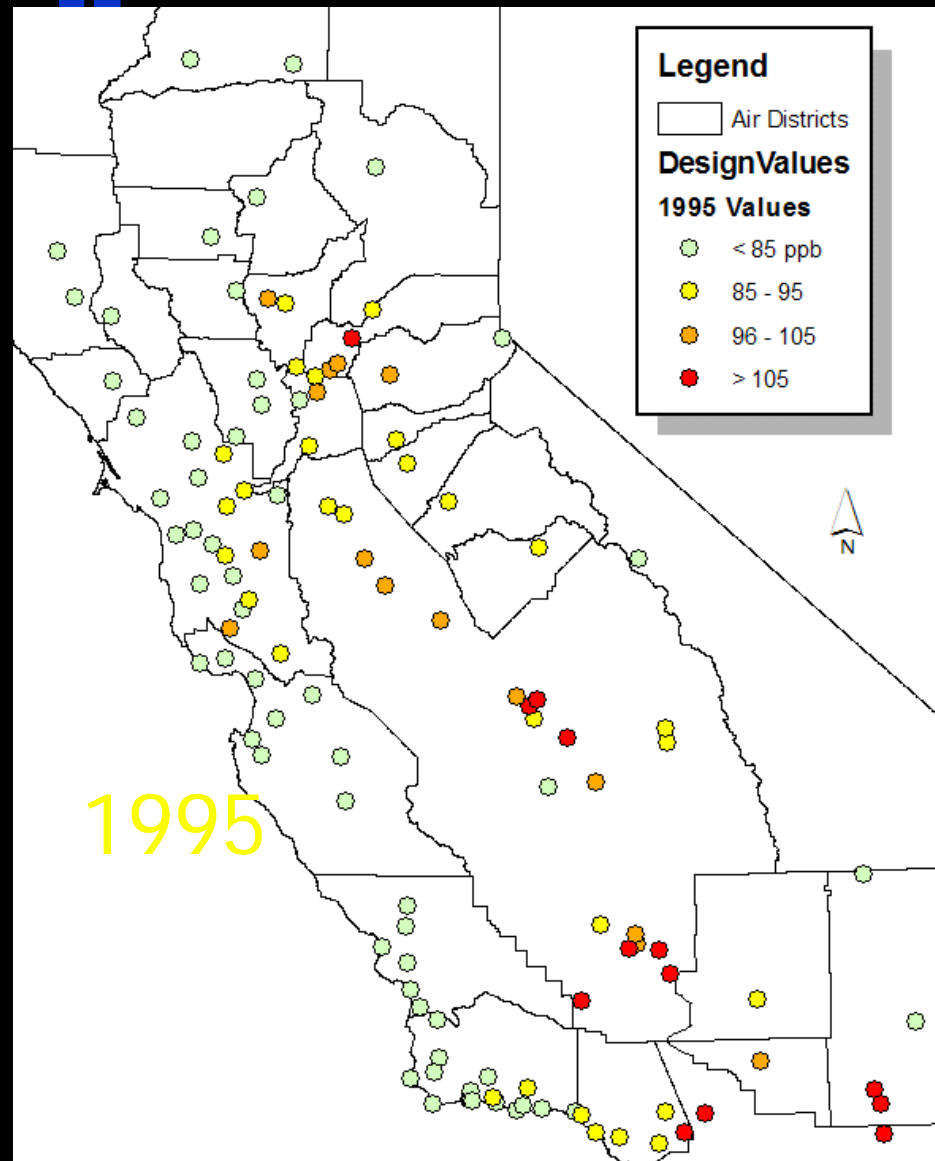 Legend
Air Districts
DesignValues
1995 Values
< 85 ppb
85 - 95
96 - 105
> 105
N
1995